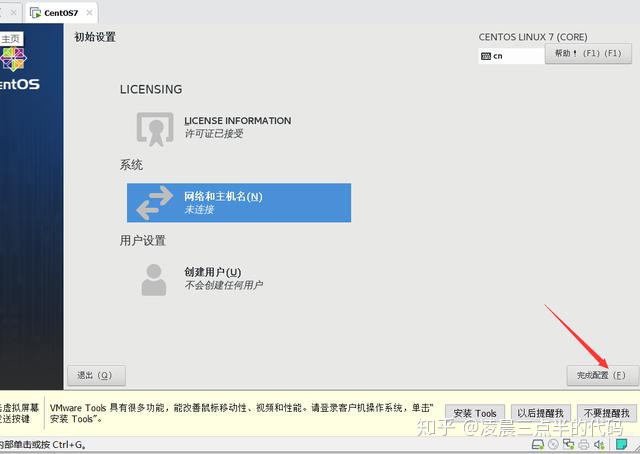 CentOS7
主页
entOS
初始设置
CENTOS LINUX 7 (CORE)
cn
帮助！(F1) (F1)
LICENSING
LICENSE INFORMATION
许可证已接受
系统
网络和主机名(N)
未连接
用户设置
创建用户(U)
不会创建任何用户
退出 (Q)
完成配置 (F)
虚拟屏幕
送按键
VMware Tools 具有很多功能，能改善鼠标移动性、视频和性能。请登录客户机操作系统，单击“
安装 Tools”。
安装 Tools
以后提醒我
不要提醒我
知乎 @凌晨三点半的代码
内部单击或按 Ctrl+G。